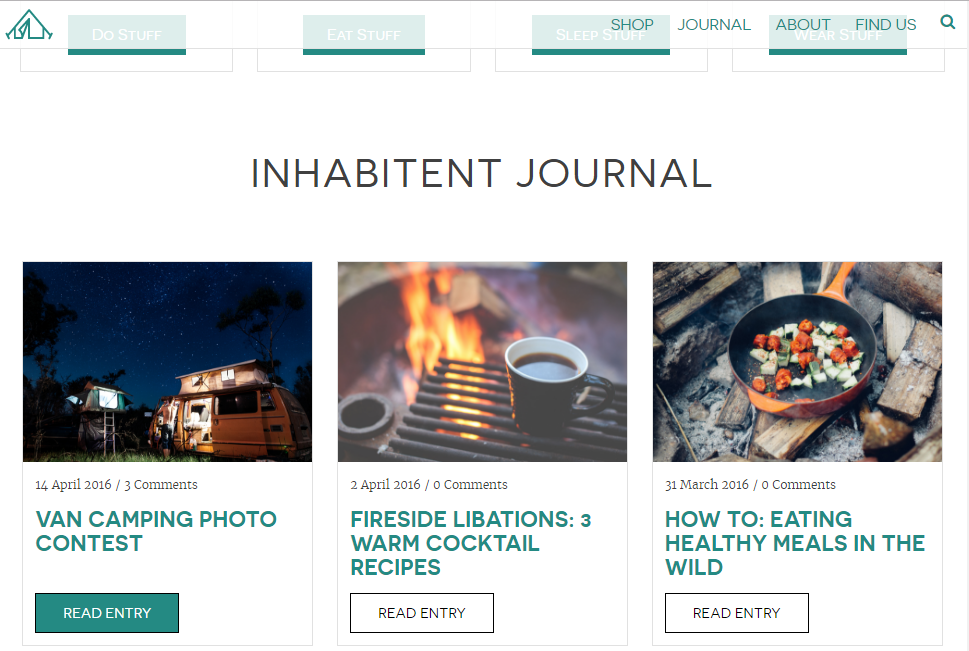 SHOP JOURNAL ABOUT FIND US
Do Stuff Eat Stuff Sleep Stuff Wear Stuff
INHABITENT JOURNAL
14 April 2016 / 3 Comments
VAN CAMPING PHOTO
CONTEST
READ ENTRY
2 April 2016 / 0 Comments
FIRESIDE LIBATIONS: 3
WARM COCKTAIL
RECIPES
READ ENTRY
31 March 2016 / 0 Comments
HOW TO: EATING
HEALTHY MEALS IN THE
WILD
READ ENTRY